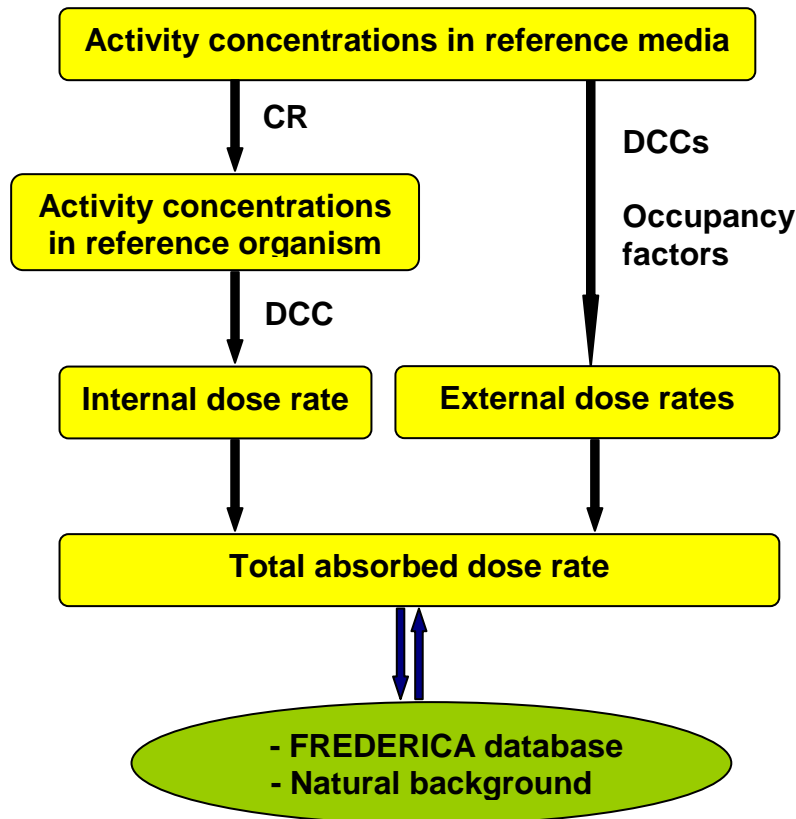 Activity concentrations in reference media
CR
DCCs
Occupancy
factors
Activity concentrations
in reference organism
DCC
Internal dose rate
External dose rates
Total absorbed dose rate
- FREDERICA database
- Natural background